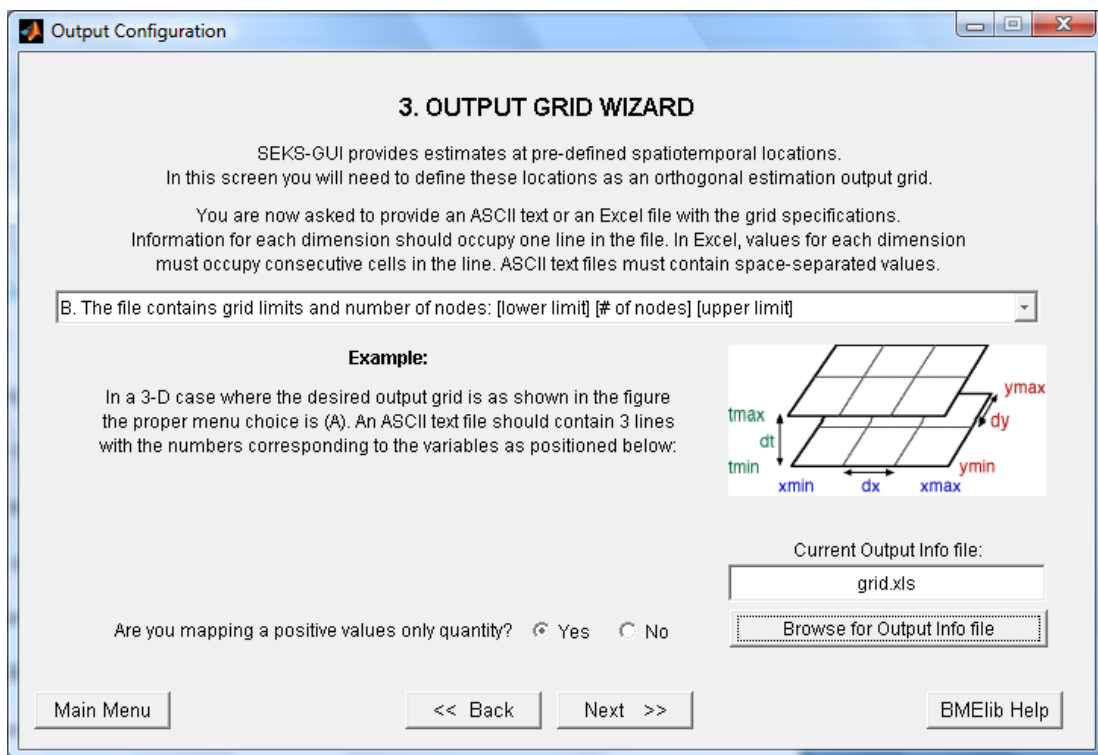 Output Configuration
3. OUTPUT GRID WIZARD
SEKS-GUI provides estimates at pre-defined spatiotemporal locations.
In this screen you will need to define these locations as an orthogonal estimation output grid.
You are now asked to provide an ASCII text or an Excel file with the grid specifications.
Information for each dimension should occupy one line in the file. In Excel, values for each dimension
must occupy consecutive cells in the line. ASCII text files must contain space-separated values.
B. The file contains grid limits and number of nodes: [lower limit] [# of nodes] [upper limit]
Example:
In a 3-D case where the desired output grid is as shown in the figure
the proper menu choice is (A). An ASCII text file should contain 3 lines
with the numbers corresponding to the variables as positioned below:
tmax
dt
tmin
xmin
dx
xmax
ymin
dy
ymax
Current Output Info file:
grid.xls
Are you mapping a positive values only quantity? Yes No
Browse for Output Info file
Main Menu
<< Back
Next >>
BMElib Help